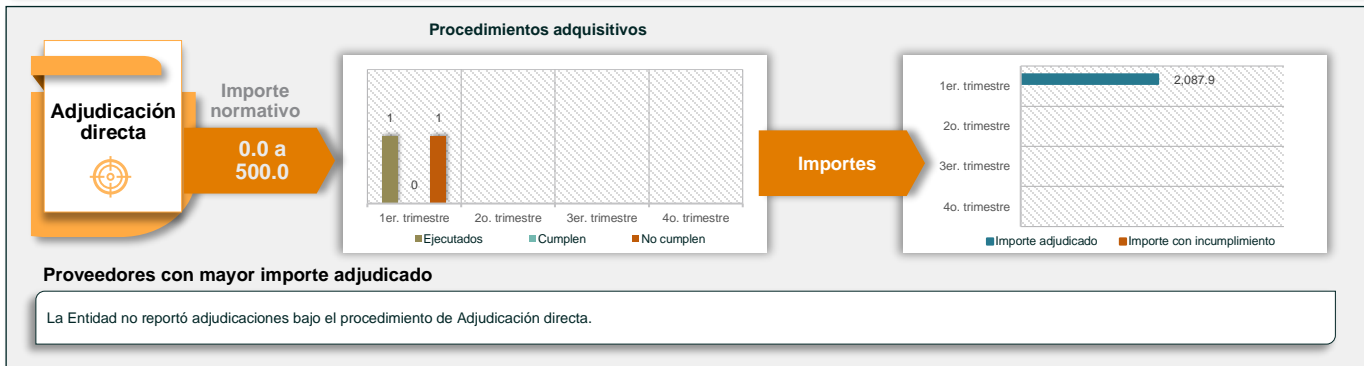 Procedimientos adquisitivos
Adjudicación
directa
Importe
normativo
0.0 a
500.0
1
0
1
1er. trimestre
2o. trimestre
3er. trimestre
4o. trimestre
Ejecutados
Cumplen
No cumplen
Importes
1er. trimestre
2,087.9
2o. trimestre
3er. trimestre
4o. trimestre
Importe adjudicado
Importe con incumplimiento
Proveedores con mayor importe adjudicado
La Entidad no reportó adjudicaciones bajo el procedimiento de Adjudicación directa.